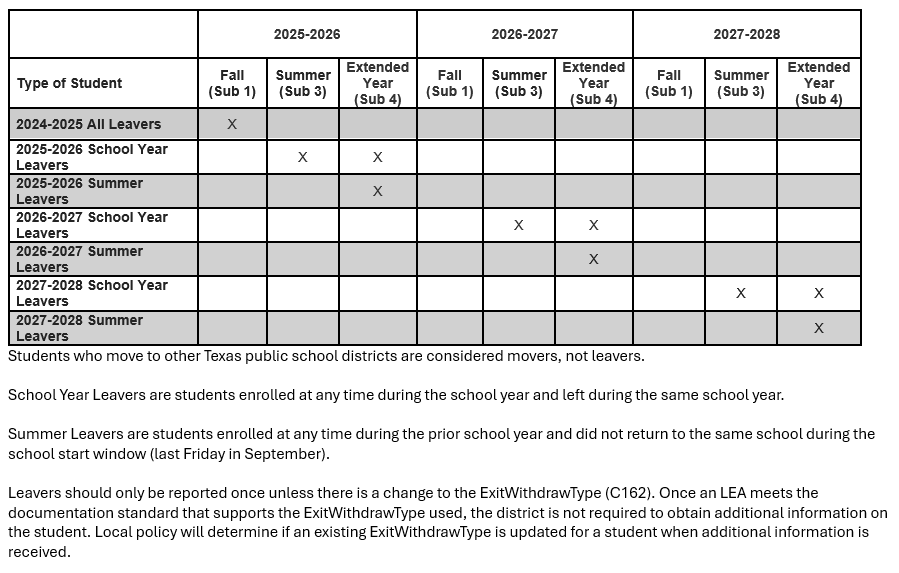 2025-2026 2026-2027 2027-2028
Type of Student Fall (Sub 1) Summer (Sub 3) Extended Year (Sub 4) Fall (Sub 1) Summer (Sub 3) Extended Year (Sub 4) Fall (Sub 1) Summer (Sub 3) Extended Year (Sub 4)
2024-2025 All Leavers X
2025-2026 School Year Leavers X X
2025-2026 Summer Leavers X
2026-2027 School Year Leavers X X
2026-2027 Summer Leavers X
2027-2028 School Year Leavers X X
2027-2028 Summer Leavers X
Students who move to other Texas public school districts are considered movers, not leavers.
School Year Leavers are students enrolled at any time during the school year and left during the same school year.
Summer Leavers are students enrolled at any time during the prior school year and did not return to the same school during the
school start window (last Friday in September).
Leavers should only be reported once unless there is a change to the ExitWithdrawType (C162). Once an LEA meets the
documentation standard that supports the ExitWithdrawType used, the district is not required to obtain additional information on
the student. Local policy will determine if an existing ExitWithdrawType is updated for a student when additional information is
received.